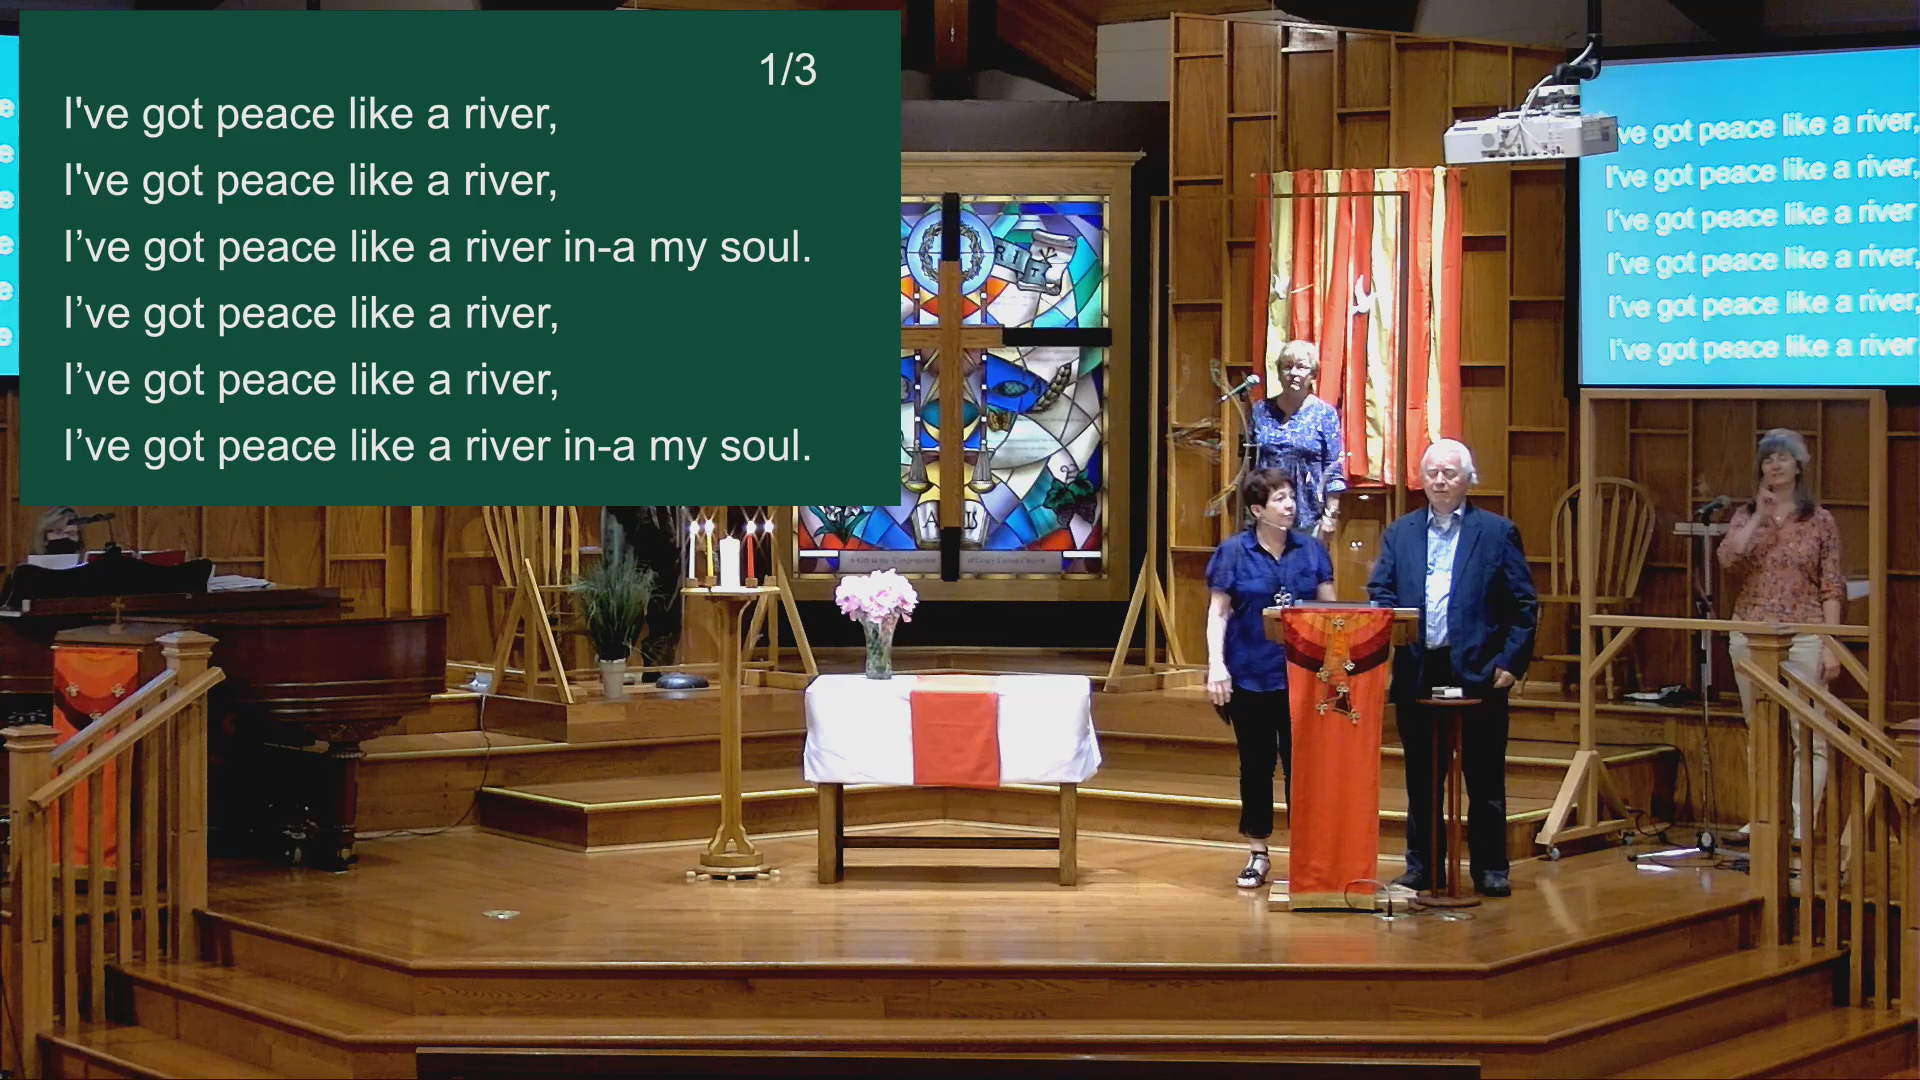 1/3
I've got peace like a river,
I've got peace like a river,
I’ve got peace like a river in-a my soul.
I’ve got peace like a river,
I’ve got peace like a river,
I’ve got peace like a river in-a my soul.
've got peace like a river,
I've got peace like a river,
I've got peace like a river
I've got peace like a river,
I've got peace like a river,
I've got peace like a river